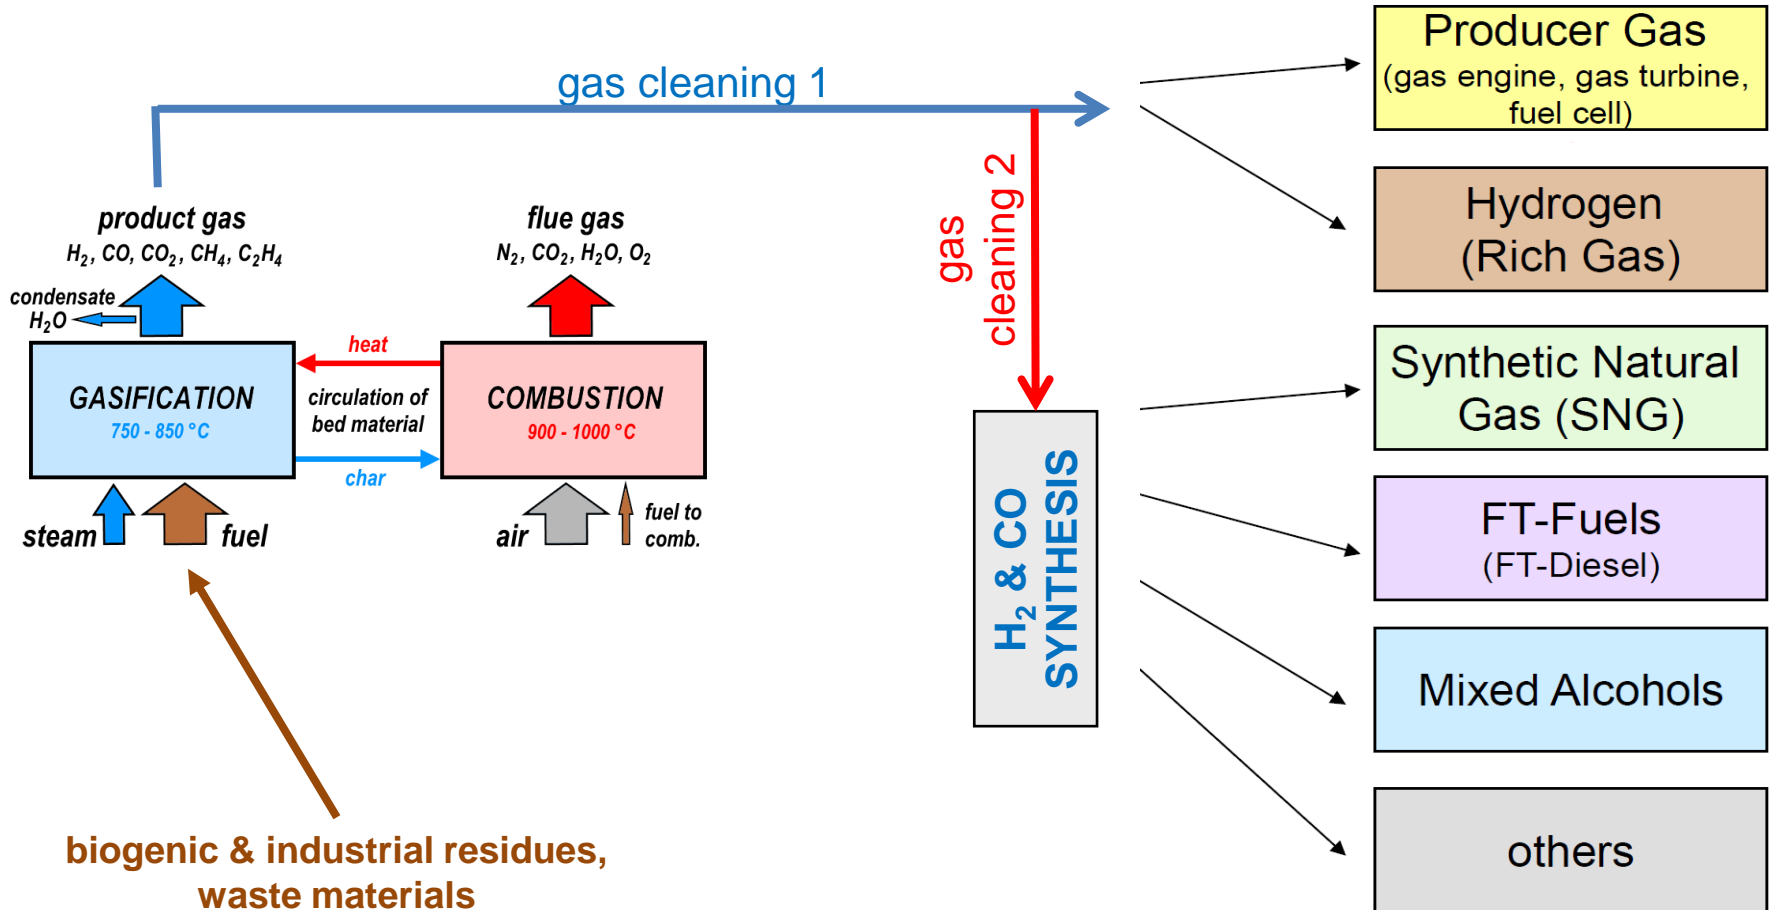 gas cleaning 1
gas
cleaning 2
product gas
H₂, CO, CO₂, CH₄, C₂H₄
condensate
H₂O
flue gas
N₂, CO₂, H₂O, O₂
GASIFICATION
750 - 850 °C
heat
circulation of
bed material
char
COMBUSTION
900 - 1000 °C
steam
fuel
air
fuel to
comb.
biogenic & industrial residues,
waste materials
H₂ & CO
SYNTHESIS
Producer Gas
(gas engine, gas turbine,
fuel cell)
Hydrogen
(Rich Gas)
Synthetic Natural
Gas (SNG)
FT-Fuels
(FT-Diesel)
Mixed Alcohols
others